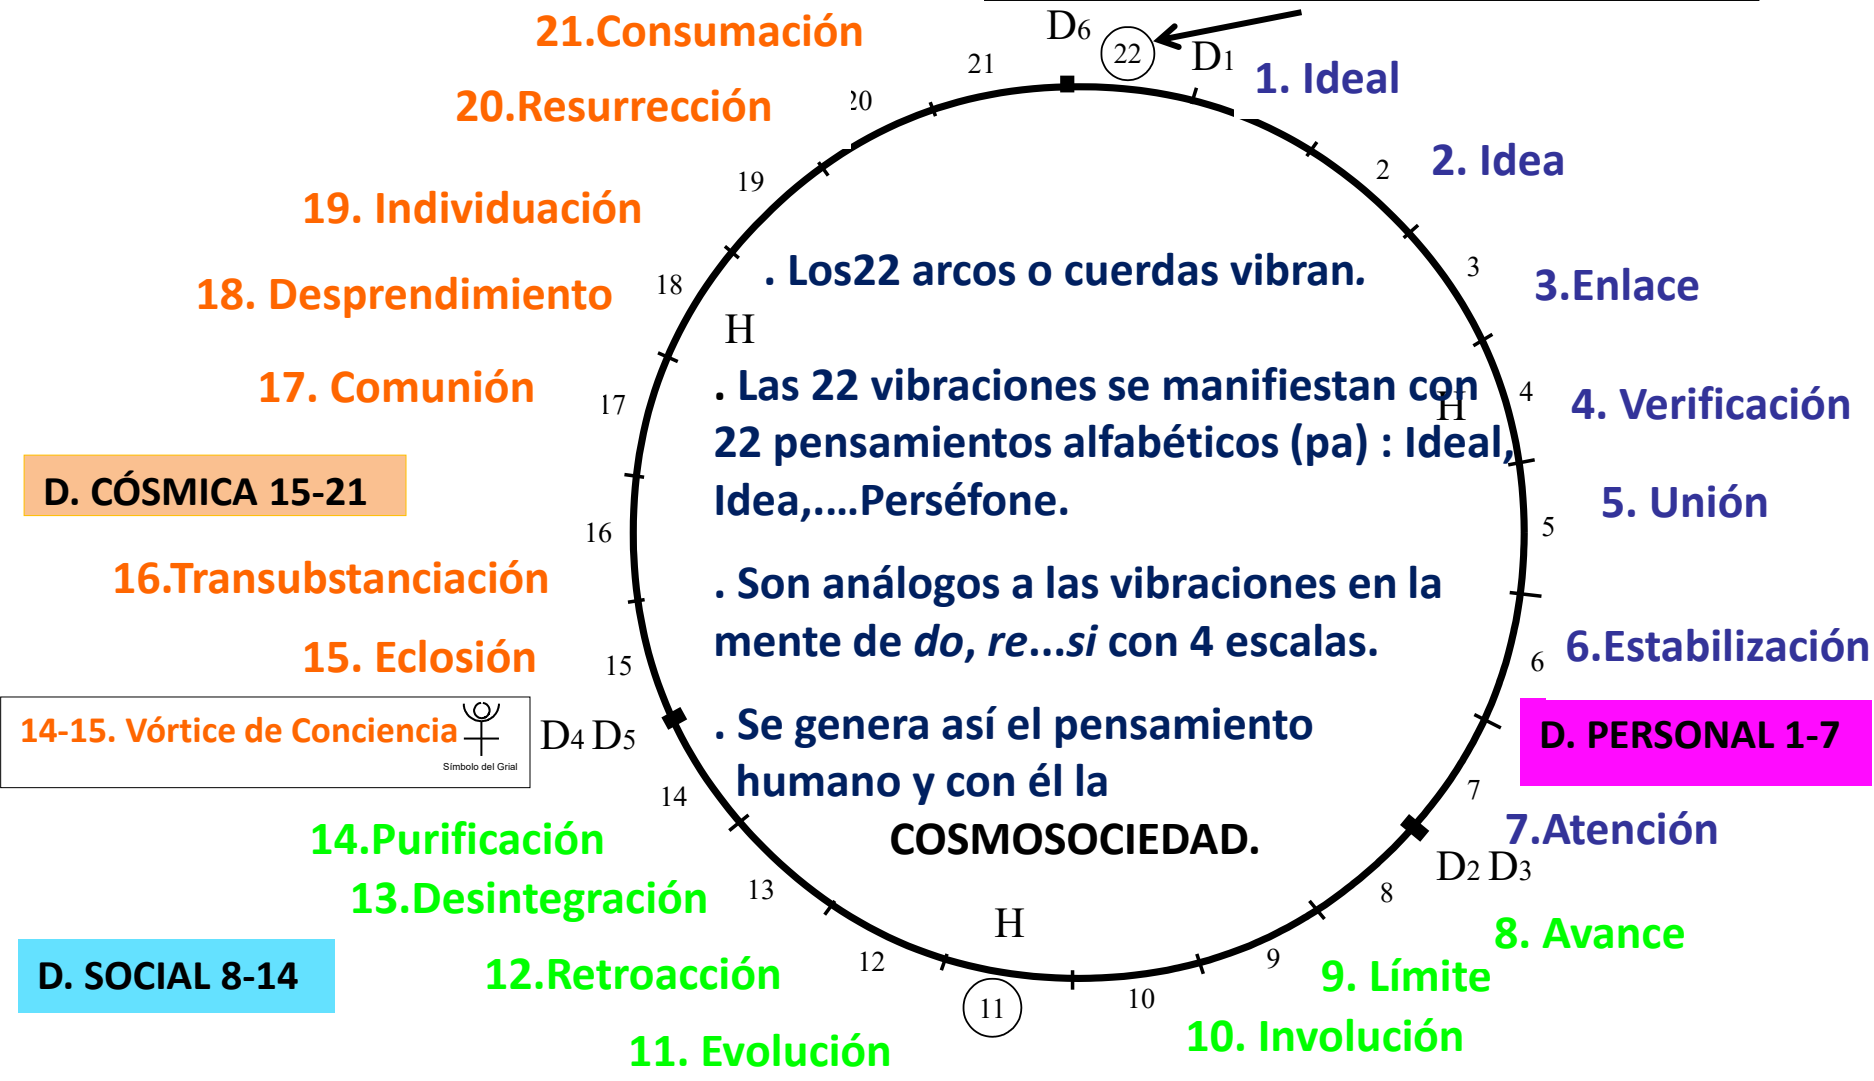 21.Consumación
D6
22
D1
21
1. Ideal
20.Resurrección
20
2. Idea
2
19
19. Individuación
3
3.Enlace
. Los22 arcos o cuerdas vibran.
18. Desprendimiento
18
H
17. Comunión
17
. Las 22 vibraciones se manifiestan con
H
4
4. Verificación
22 pensamientos alfabéticos (pa) : Ideal,
Idea,....Perséfone.
D. CÓSMICA 15-21
16
5
5. Unión
16.Transubstanciación
. Son análogos a las vibraciones en la
mente de do, re...si con 4 escalas.
15. Eclosión
15
6
6.Estabilización
14-15. Vórtice de Conciencia
Símbolo del Grial
D4 D5
. Se genera así el pensamiento
humano y con él la
COSMOSOCIEDAD.
D. PERSONAL 1-7
14
7
14.Purificación
7.Atención
D2 D3
13.Desintegración
13
8
8. Avance
H
D. SOCIAL 8-14
12.Retroacción
12
9
9. Límite
11
10
11. Evolución
10. Involución